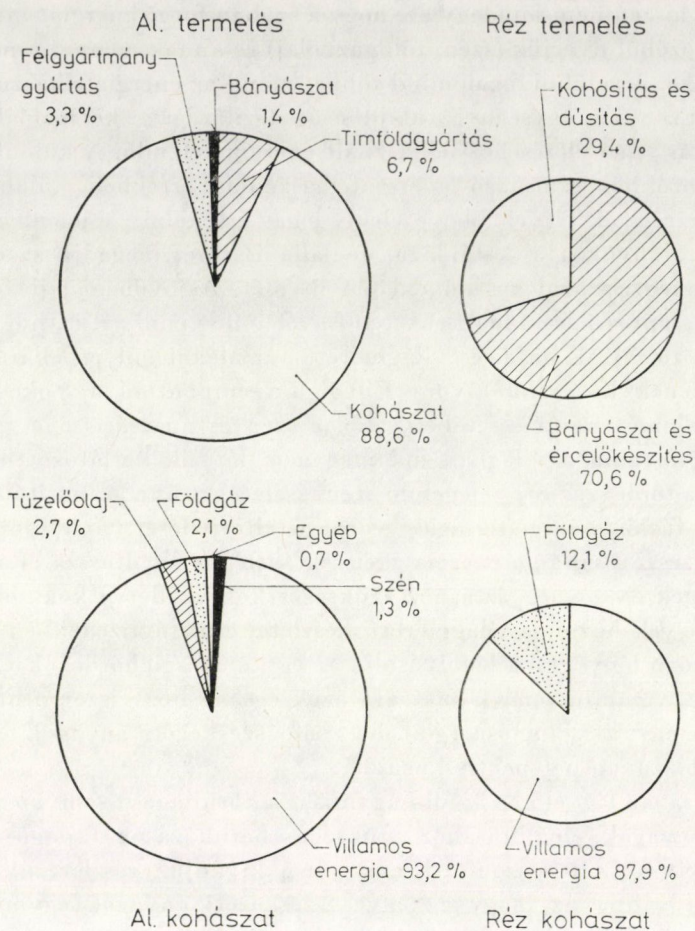 Al. termelés
Félgyártmány
gyártás
3,3 %
Bányászat
1,4 %
Timföldgyártás
6,7 %
Kohászat
88,6 %
Réz termelés
Kohósítás és
dúsítás
29,4 %
Bányászat és
ércelőkészítés
70,6 %
Tüzelőolaj
2,7 %
Földgáz
2,1 %
Egyéb
0,7 %
Szén
1,3 %
Villamos
energia 93,2 %
Al. kohászat
Földgáz
12,1 %
Villamos
energia 87,9 %
Réz kohászat